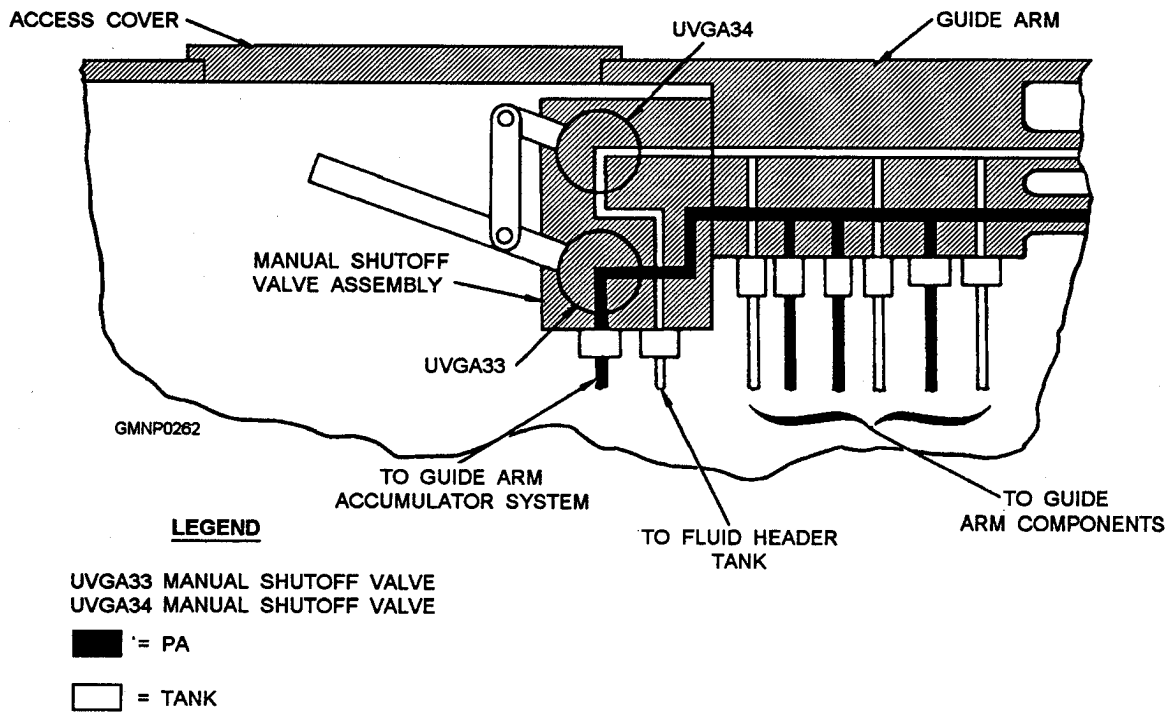 ACCESS COVER
UVGA34
GUIDE ARM
MANUAL SHUTOFF
VALVE ASSEMBLY
UVGA33
GMNP0262
TO GUIDE ARM
ACCUMULATOR SYSTEM
TO FLUID HEADER
TANK
TO GUIDE
ARM COMPONENTS
LEGEND
UVGA33 MANUAL SHUTOFF VALVE
UVGA34 MANUAL SHUTOFF VALVE
= PA
= TANK